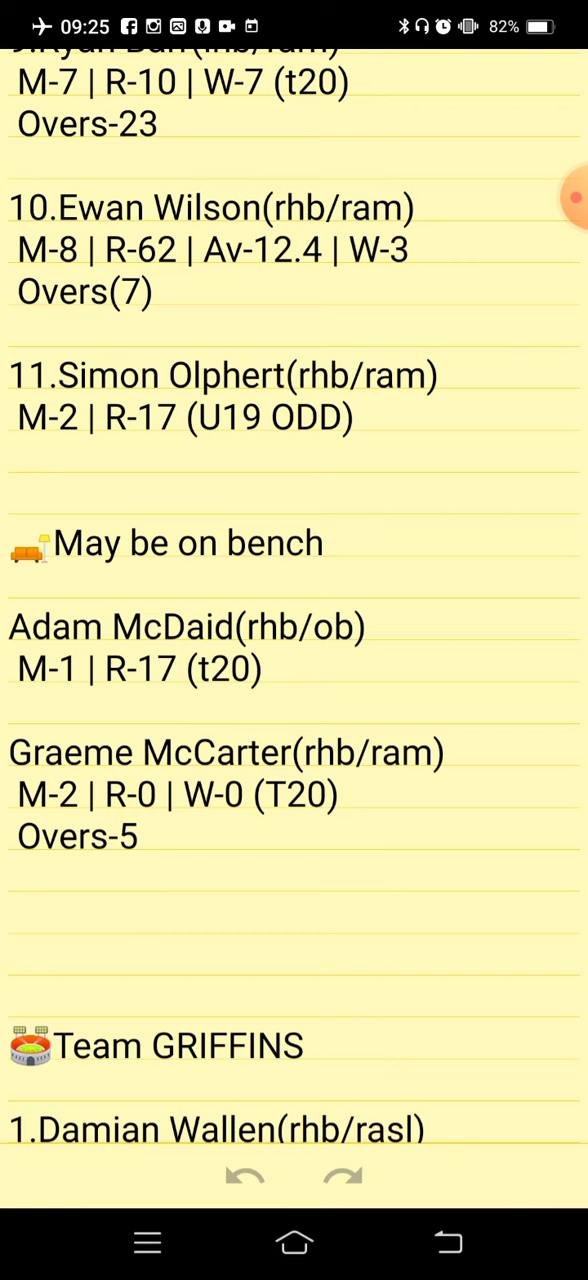 09:25
82%
9.Ryan
M-7 | R-10 | W-7 (t20)
Overs-23
10.Ewan Wilson(rhb/ram)
M-8 | R-62 | Av-12.4 | W-3
Overs(7)
11.Simon Olphert(rhb/ram)
M-2 | R-17 (U19 ODD)
May be on bench
Adam McDaid(rhb/ob)
M-1 | R-17 (t20)
Graeme McCarter(rhb/ram)
M-2 | R-0 | W-0 (T20)
Overs-5
Team GRIFFINS
1.Damian Wallen(rhb/rasl)